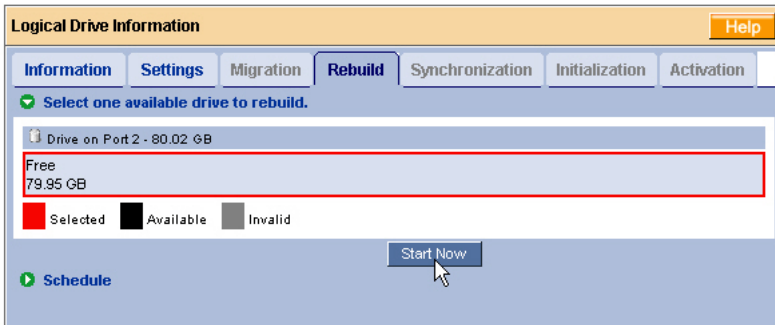 Logical Drive Information
Help
Information Settings Migration Rebuild Synchronization Initialization Activation
Select one available drive to rebuild.
Drive on Port 2 - 80.02 GB
Free
79.95 GB
Selected Available Invalid
Start Now
Schedule